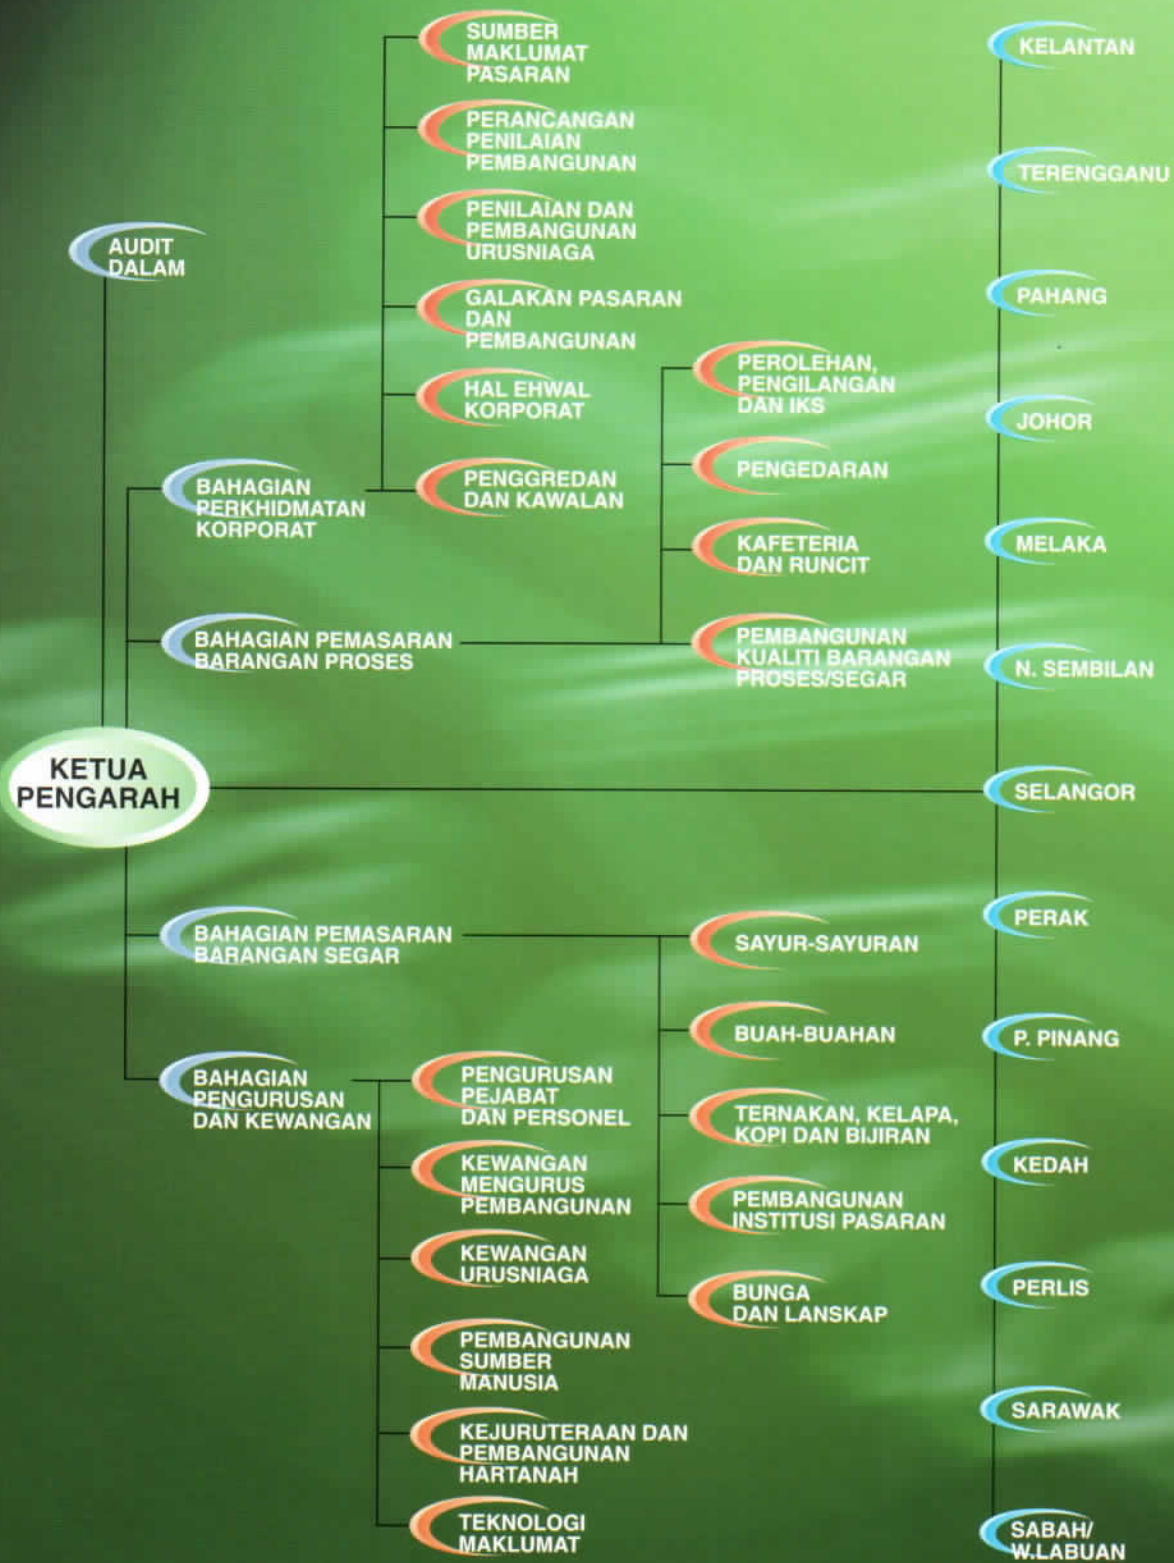 SUMBER
MAKLUMAT
PASARAN
PERANCANGAN
PENILAIAN
PEMBANGUNAN
PENILAIAN DAN
PEMBANGUNAN
URUSNIAGA
GALAKAN PASARAN
DAN
PEMBANGUNAN
HAL EHWAL
KORPORAT
PENGGREDAN
DAN KAWALAN
AUDIT
DALAM
BAHAGIAN
PERKHIDMATAN
KORPORAT
PEROLEHAN,
PENGILANGAN
DAN IKS
PENGEDARAN
KAFETERIA
DAN RUNCIT
PEMBANGUNAN
KUALITI BARANGAN
PROSES/SEGAR
BAHAGIAN PEMASARAN
BARANGAN PROSES
KETUA
PENGARAH
BAHAGIAN PEMASARAN
BARANGAN SEGAR
SAYUR-SAYURAN
BUAH-BUAHAN
TERNAKAN, KELAPA,
KOPI DAN BIJIRAN
PEMBANGUNAN
INSTITUSI PASARAN
BUNGA
DAN LANSKAP
BAHAGIAN
PENGURUSAN
DAN KEWANGAN
PENGURUSAN
PEJABAT
DAN PERSONEL
KEWANGAN
MENGURUS
PEMBANGUNAN
KEWANGAN
URUSNIAGA
PEMBANGUNAN
SUMBER
MANUSIA
KEJURUTERAAN DAN
PEMBANGUNAN
HARTANAH
TEKNOLOGI
MAKLUMAT
KELANTAN
TERENGGANU
PAHANG
JOHOR
MELAKA
N. SEMBILAN
SELANGOR
PERAK
P. PINANG
KEDAH
PERLIS
SARAWAK
SABAH/
W.LABUAN